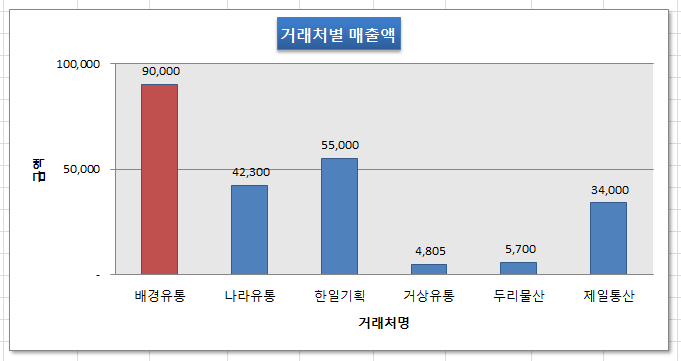 거래처별 매출액
100,000
50,000
-
금액
90,000
42,300
55,000
4,805
5,700
34,000
배경유통
나라유통
한일기획
거상유통
두리물산
제일통산
거래처명